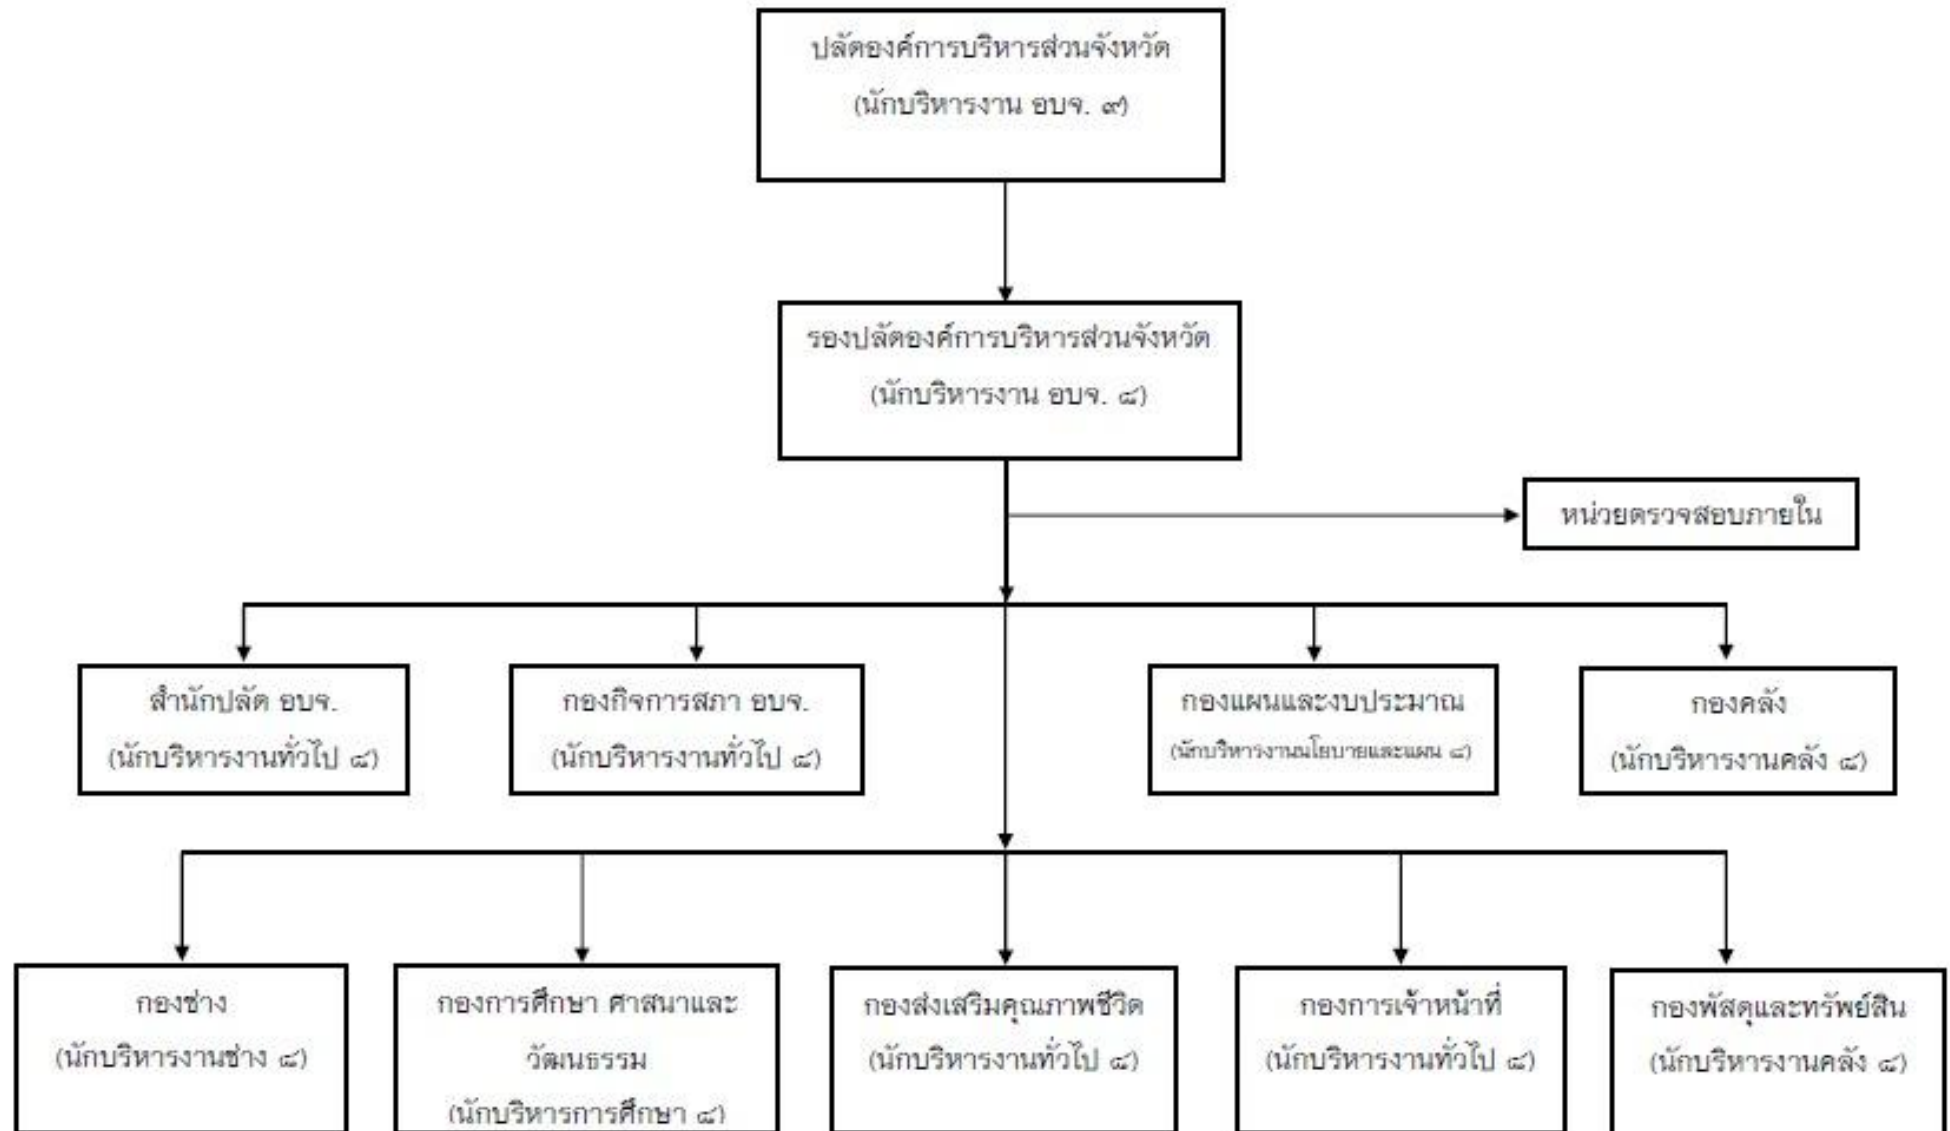 ปลัดองค์การบริหารส่วนจังหวัด
(นักบริหารงาน อบจ. ๙)
รองปลัดองค์การบริหารส่วนจังหวัด
(นักบริหารงาน อบจ. ๘)
หน่วยตรวจสอบภายใน
สำนักปลัด อบจ.
(นักบริหารงานทั่วไป ๘)
กองกิจการสภา อบจ.
(นักบริหารงานทั่วไป ๘)
กองแผนและงบประมาณ
(นักบริหารงานนโยบายและแผน ๘)
กองคลัง
(นักบริหารงานคลัง ๘)
กองช่าง
(นักบริหารงานช่าง ๘)
กองการศึกษา ศาสนาและ
วัฒนธรรม
(นักบริหารการศึกษา ๘)
กองส่งเสริมคุณภาพชีวิต
(นักบริหารงานทั่วไป ๘)
กองการเจ้าหน้าที่
(นักบริหารงานทั่วไป ๘)
กองพัสดุและทรัพย์สิน
(นักบริหารงานคลัง ๘)